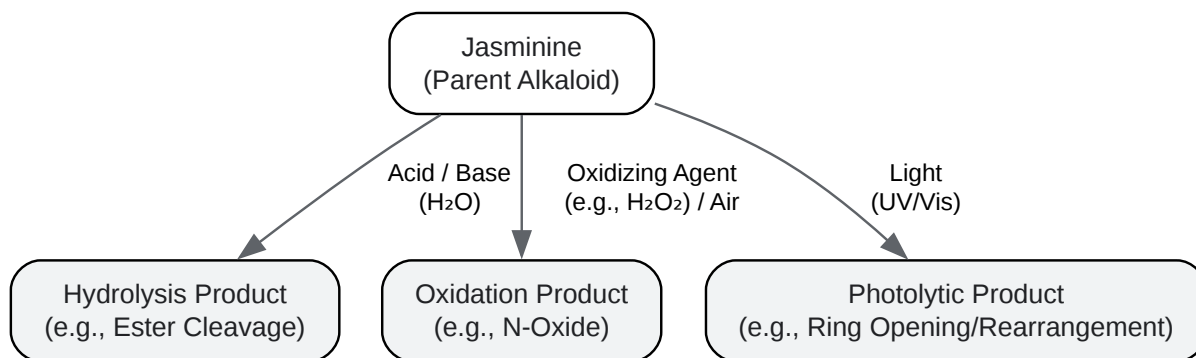 Jasminine
(Parent Alkaloid)
Acid / Base
(H₂O)
Oxidizing Agent
(e.g., H₂O₂) / Air
Light
(UV/Vis)
Hydrolysis Product
(e.g., Ester Cleavage)
Oxidation Product
(e.g., N-Oxide)
Photolytic Product
(e.g., Ring Opening/Rearrangement)